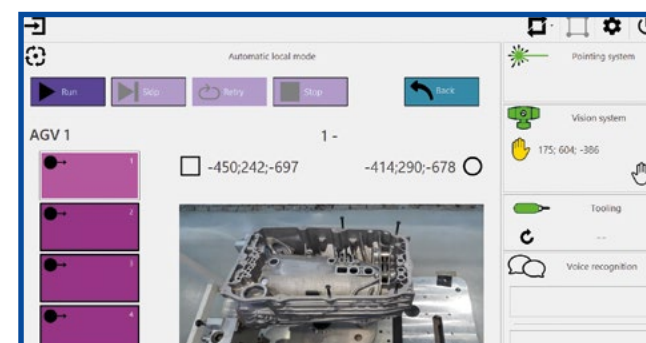 Automatic local mode
Pointing system
Run
Skip
Retry
Stop
Back
Vision system
AGV 1
1 -
175; 604; -386
1
-450;242;-697
-414;290;-678
2
Tooling
--
3
Voice recognition
4